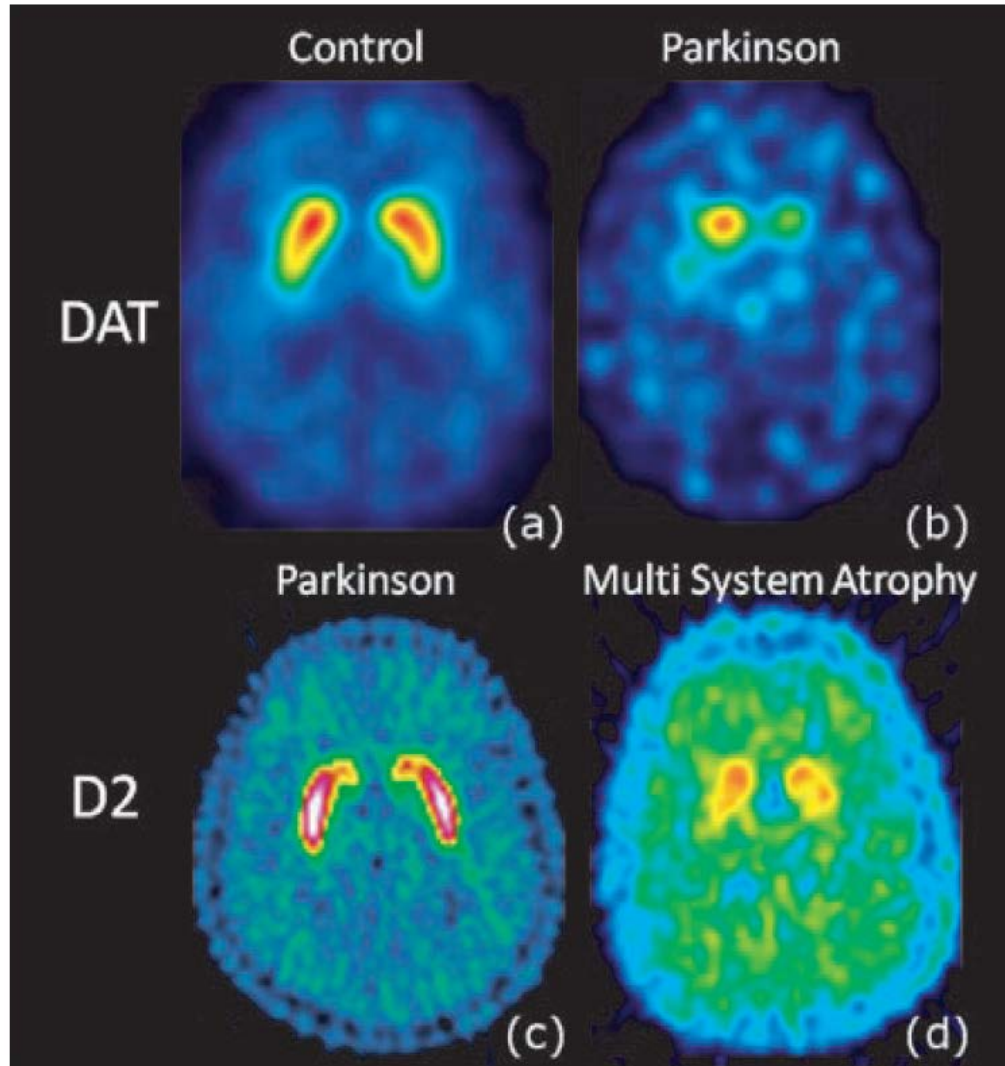 Control
Parkinson
DAT
(a)
(b)
Parkinson
Multi System Atrophy
D2
(c)
(d)